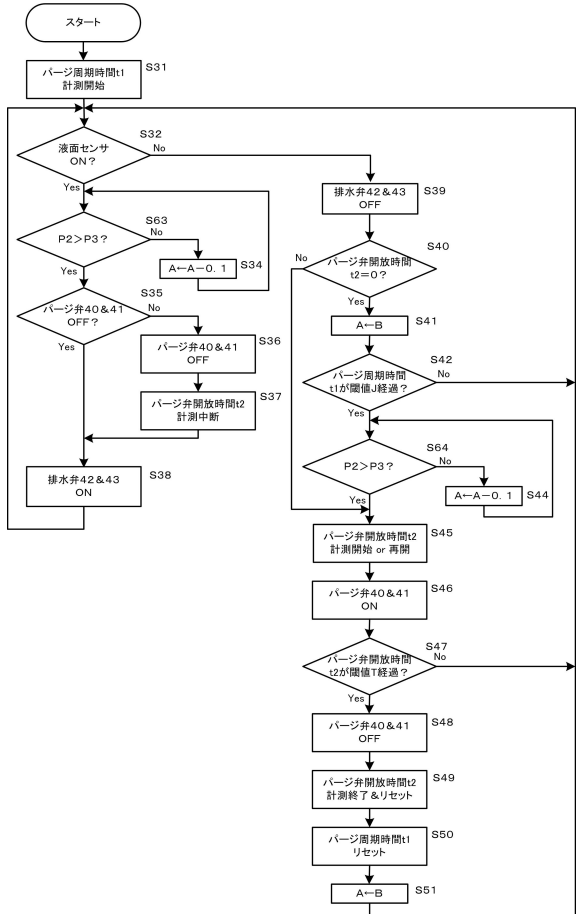 スタート
パージ周期時間t1
計測開始
S31
液面センサ
ON?
S32
No
Yes
P2>P3?
S63
No
Yes
A←A-0.1
S34
パージ弁40&41
OFF?
S35
No
Yes
パージ弁40&41
OFF
S36
パージ弁開放時間t2
計測中断
S37
排水弁42&43
ON
S38
排水弁42&43
OFF
S39
パージ弁開放時間
t2=0?
S40
No
Yes
A←B
S41
パージ周期時間
t1が閾値J経過?
S42
No
Yes
P2>P3?
S64
No
Yes
A←A-0.1
S44
パージ弁開放時間t2
計測開始 or 再開
S45
パージ弁40&41
ON
S46
パージ弁開放時間
t2が閾値T経過?
S47
No
Yes
パージ弁40&41
OFF
S48
パージ弁開放時間t2
計測終了&リセット
S49
パージ周期時間t1
リセット
S50
A←B
S51